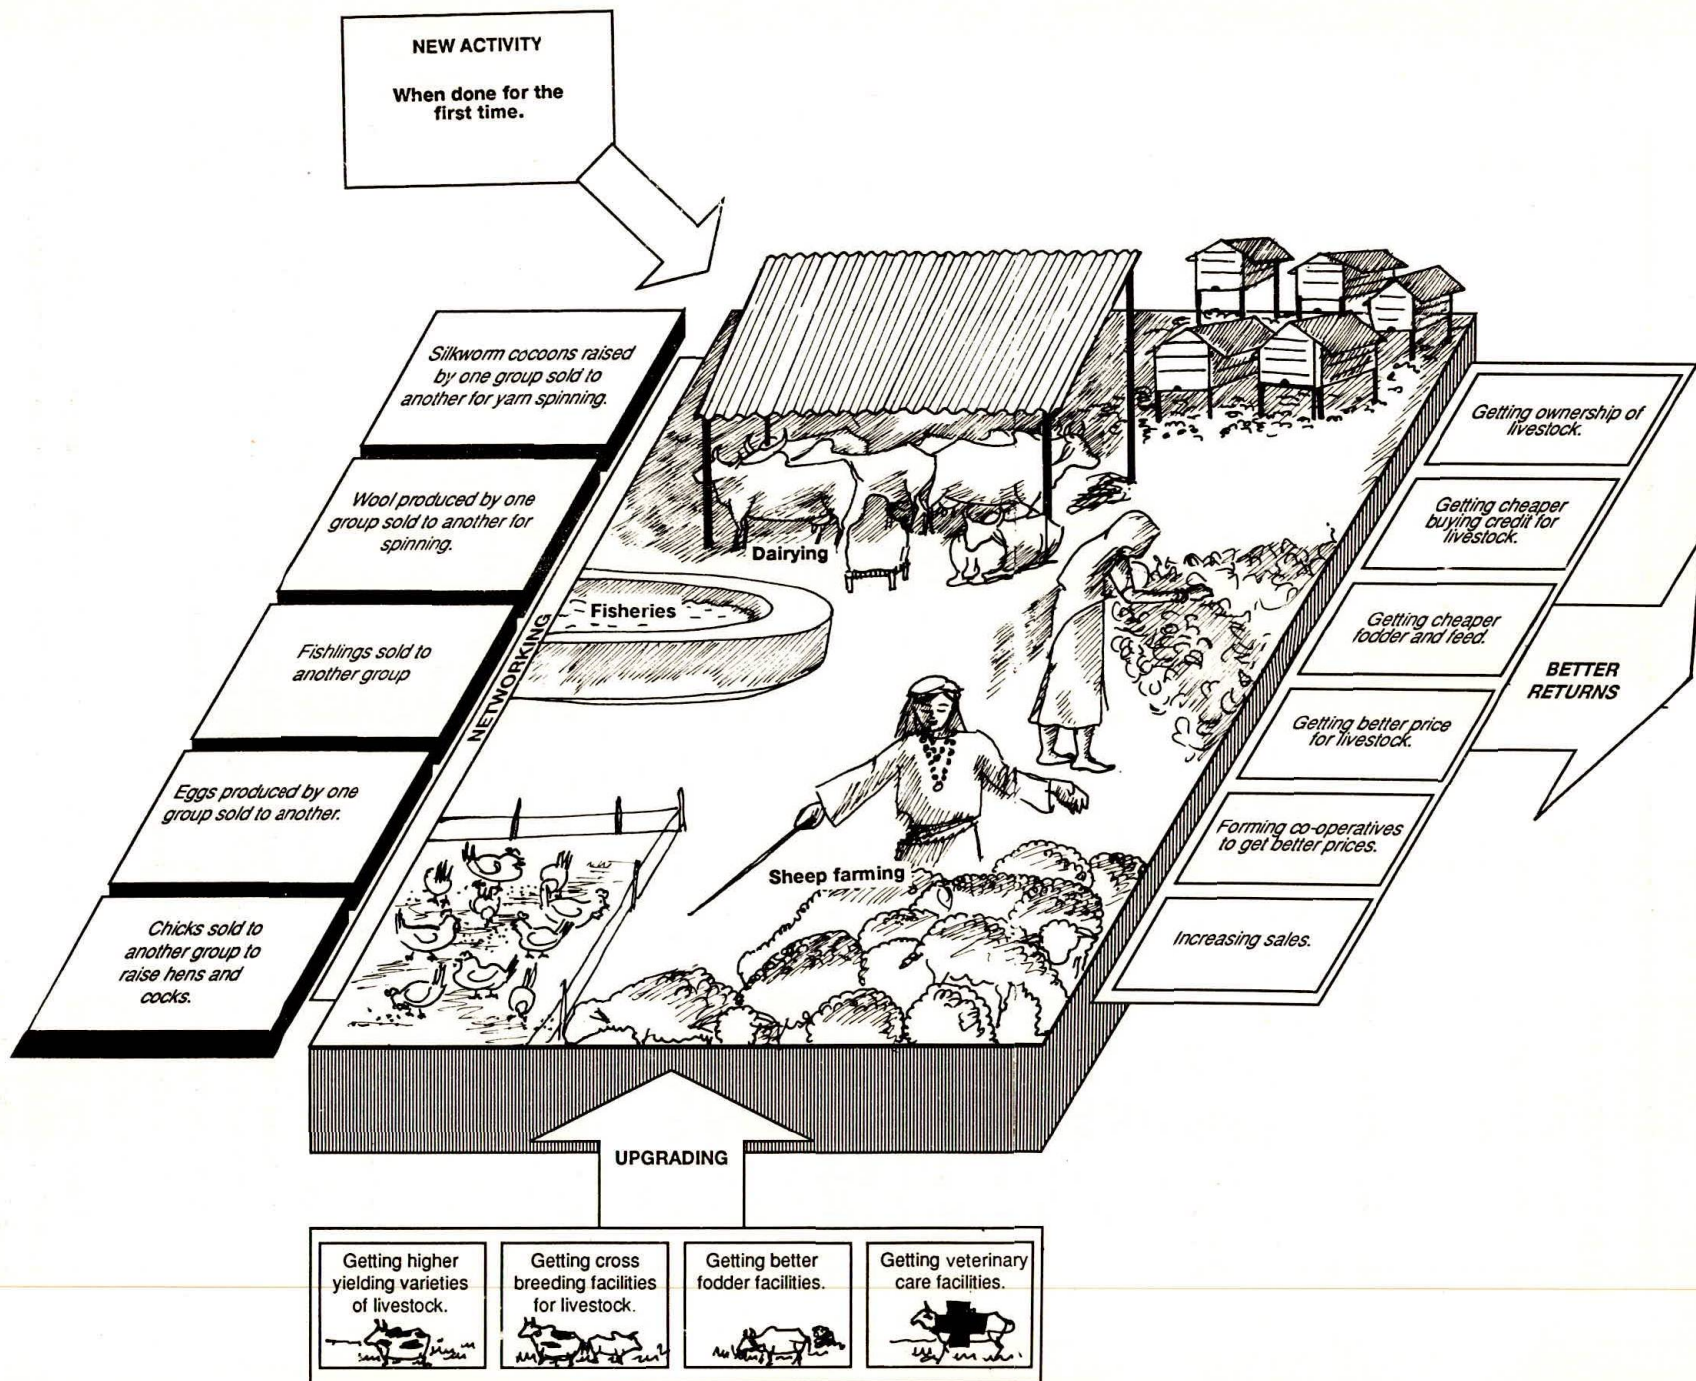 NEW ACTIVITY
When done for the
first time.
Silkworm cocoons raised
by one group sold to
another for yarn spinning.
Wool produced by one
group sold to another for
spinning.
Fishlings sold to
another group
Eggs produced by one
group sold to another.
Chicks sold to
another group to
raise hens and
cocks.
NETWORKING
Dairying
Fisheries
Sheep farming
Getting ownership of
livestock.
Getting cheaper
buying credit for
livestock.
Getting cheaper
fodder and feed.
Getting better price
for livestock.
Forming co-operatives
to get better prices.
Increasing sales.
BETTER
RETURNS
UPGRADING
Getting higher
yielding varieties
of livestock.
Getting cross
breeding facilities
for livestock.
Getting better
fodder facilities.
Getting veterinary
care facilities.